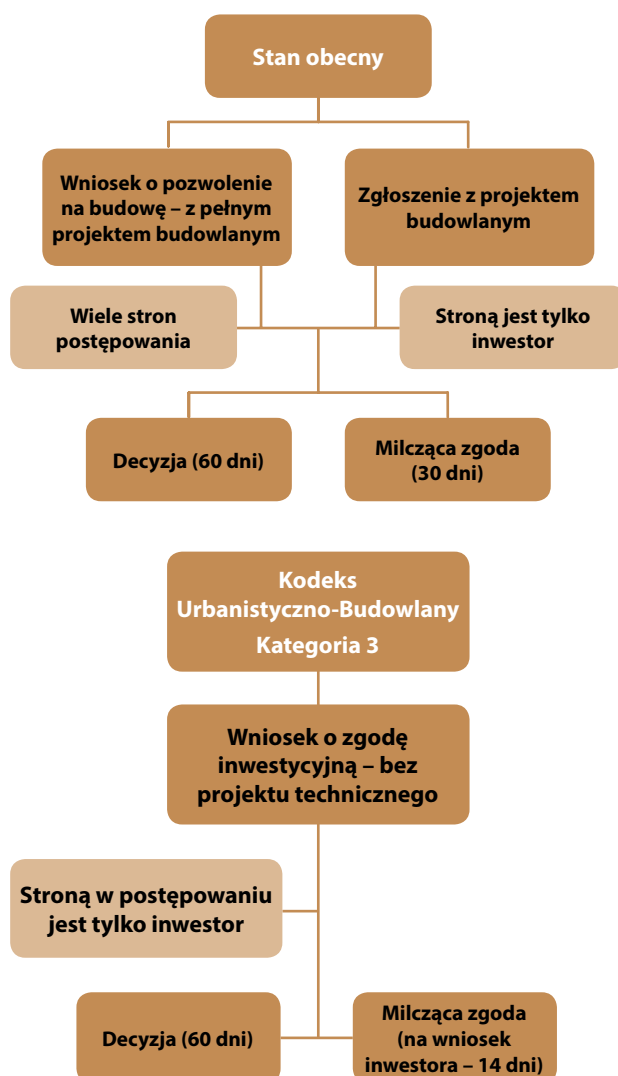 Stan obecny
Wniosek o pozwolenie
na budowę – z pełnym
projektem budowlanym
Zgłoszenie z projektem
budowlanym
Wiele stron
postępowania
Stroną jest tylko
inwestor
Decyzja (60 dni)
Milcząca zgoda
(30 dni)
Kodeks
Urbanistyczno-Budowlany
Kategoria 3
Wniosek o zgodę
inwestycyjną – bez
projektu technicznego
Stroną w postępowaniu
jest tylko inwestor
Decyzja (60 dni)
Milcząca zgoda
(na wniosek
inwestora – 14 dni)